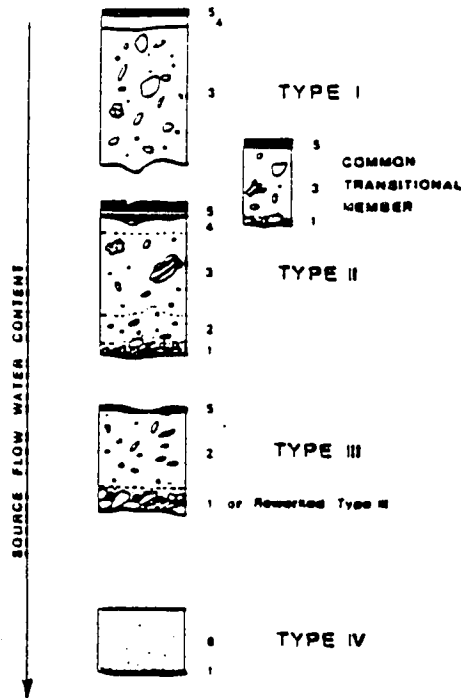 5
4
3
TYPE I
5
COMMON
3 TRANSITIONAL
1 MEMBER
5
4
3
TYPE II
2
1
SOURCE FLOW WATER CONTENT
5
2
TYPE III
1 or Reworked Type III
6 TYPE IV
1